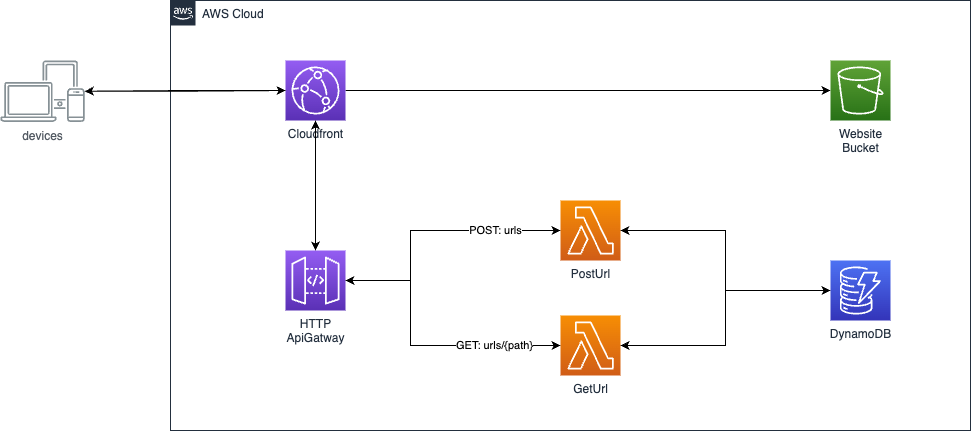 aws
AWS Cloud
devices
Cloudfront
Website
Bucket
POST: urls
PostUrl
HTTP
ApiGatway
DynamoDB
GET: urls/{path}
GetUrl